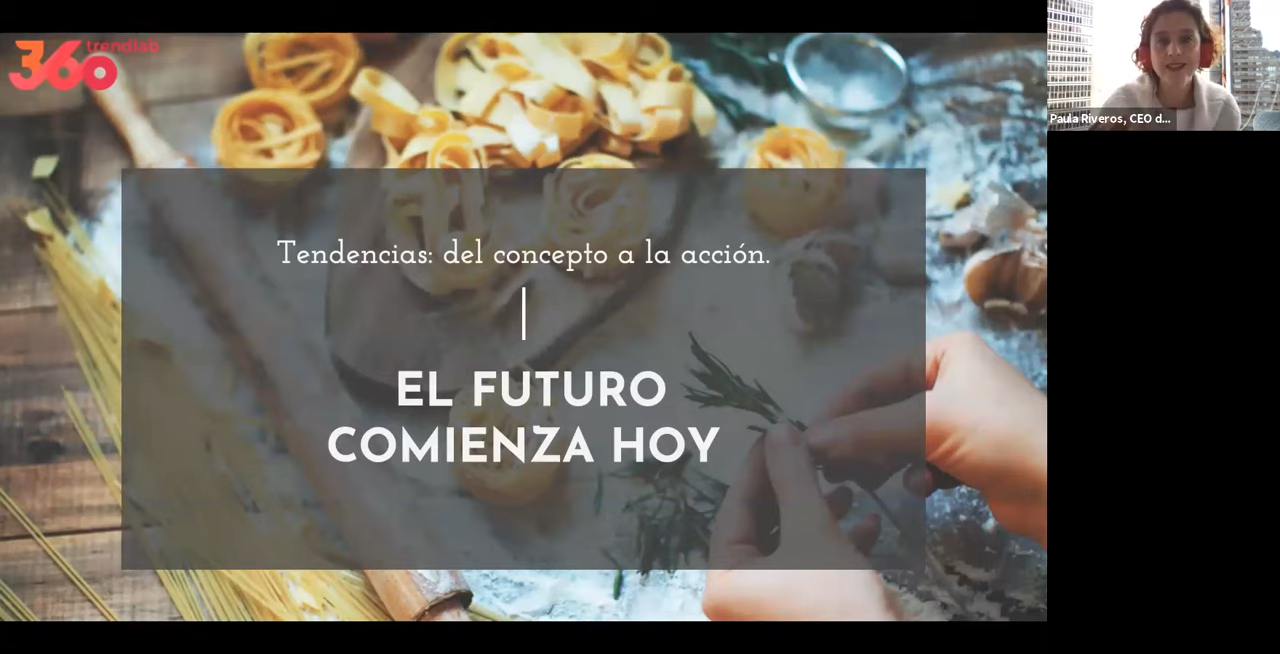 360 trendlab
Paula Riveros, CEO d...
Tendencias: del concepto a la acción.
EL FUTURO
COMIENZA HOY